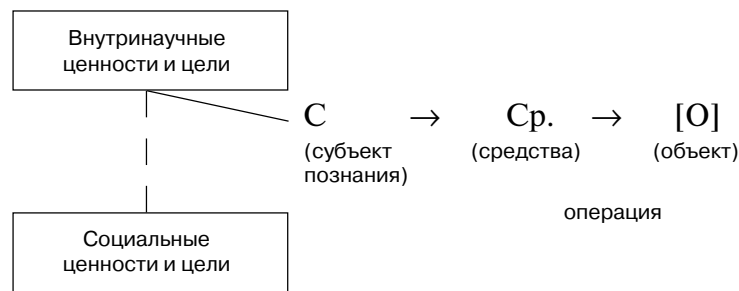 Внутринаучные
ценности и цели
С → Ср. → [О]
(субъект познания) (средства) (объект)
операция
Социальные
ценности и цели